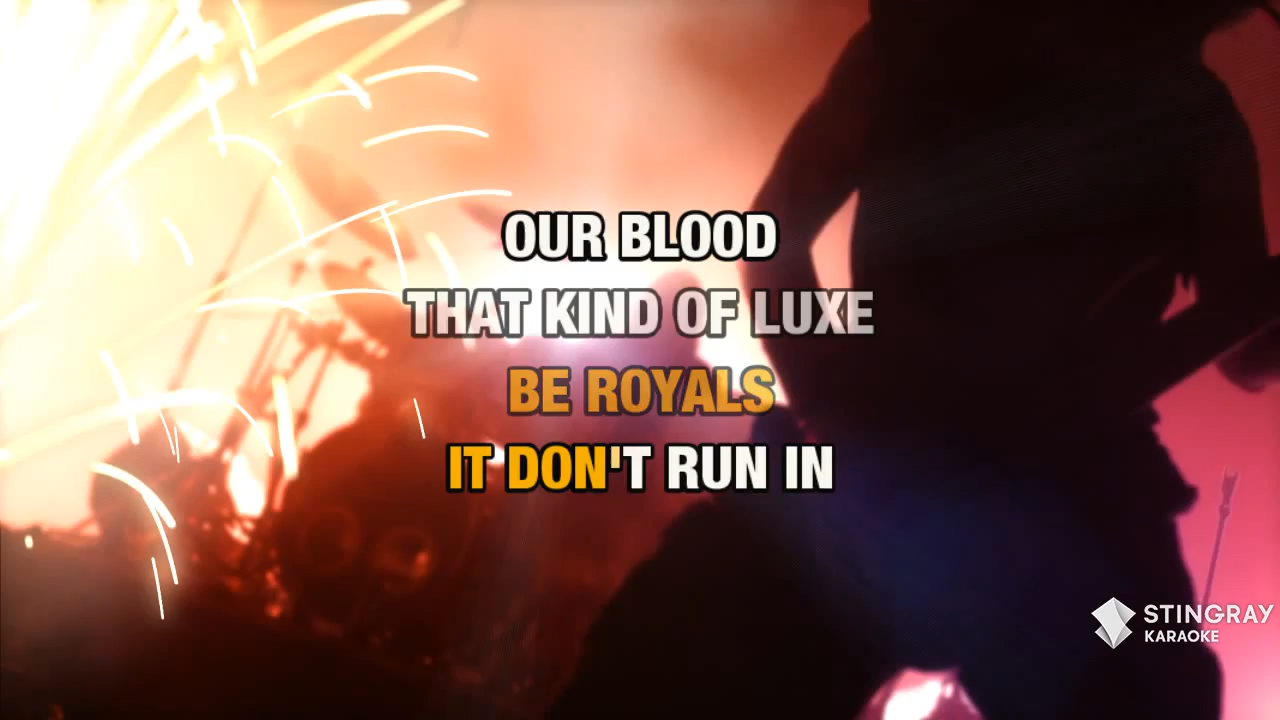 OUR BLOOD
THAT KIND OF LUXE
BE ROYALS
IT DON'T RUN IN
STINGRAY
KARAOKE